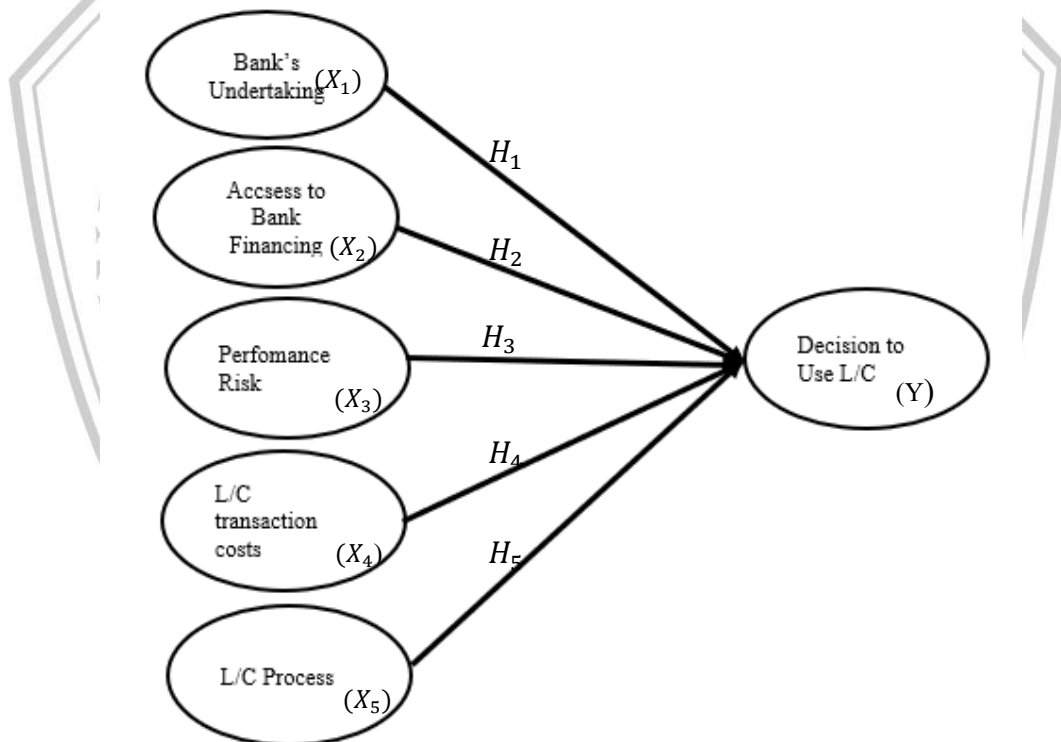 Bank's
Undertaking (X₁)
H₁
Accsess to
Bank
Financing (X₂)
H₂
Perfomance
Risk
(X₃)
H₃
Decision to
Use L/C
(Y)
L/C
transaction
costs
(X₄)
H₄
L/C Process
(X₅)
H₅